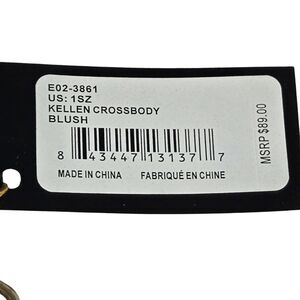 E02-3861
US: 1SZ
KELLEN CROSSBODY
BLUSH
8 43447 13137 7
MADE IN CHINA FABRIQUÉ EN CHINE
MSRP $89.00